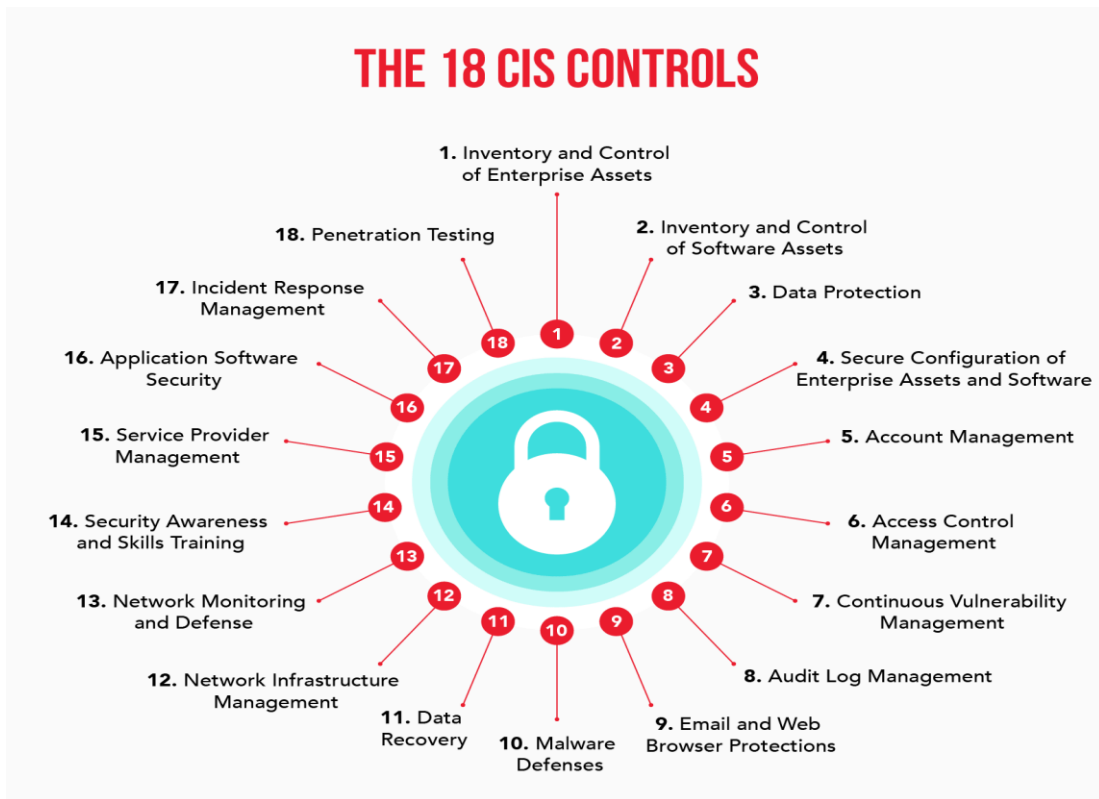 THE 18 CIS CONTROLS
1. Inventory and Control
of Enterprise Assets
2. Inventory and Control
of Software Assets
3. Data Protection
4. Secure Configuration of
Enterprise Assets and Software
5. Account Management
6. Access Control
Management
7. Continuous Vulnerability
Management
8. Audit Log Management
9. Email and Web
Browser Protections
10. Malware
Defenses
11. Data
Recovery
12. Network Infrastructure
Management
13. Network Monitoring
and Defense
14. Security Awareness
and Skills Training
15. Service Provider
Management
16. Application Software
Security
17. Incident Response
Management
18. Penetration Testing
1
2
3
4
5
6
7
8
9
10
11
12
13
14
15
16
17
18